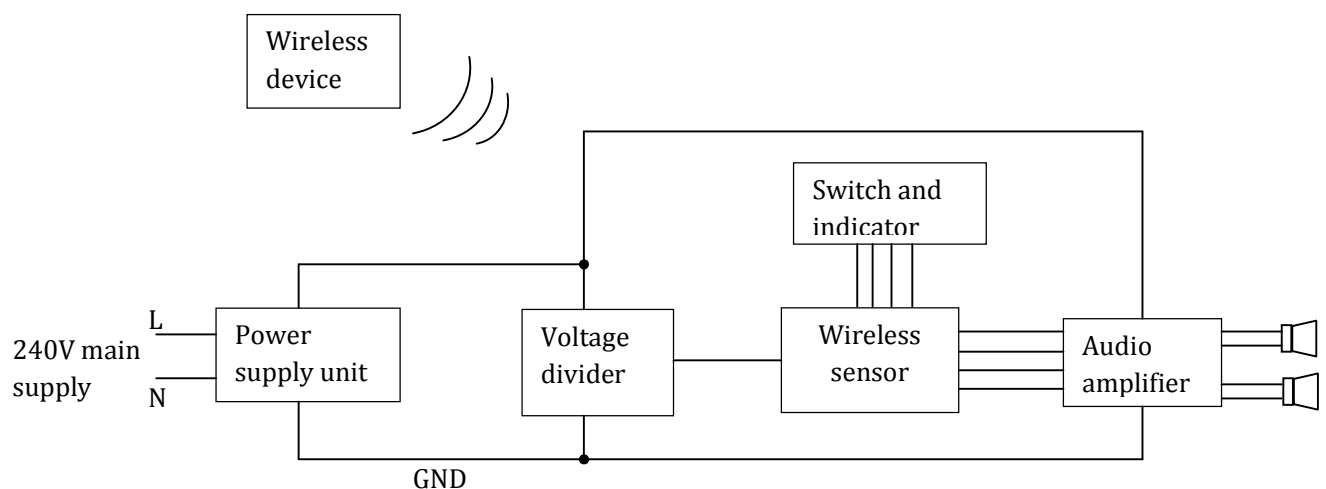 Wireless
device
Switch and
indicator
L
240V main
supply
N
Power
supply unit
Voltage
divider
Wireless
sensor
Audio
amplifier
GND